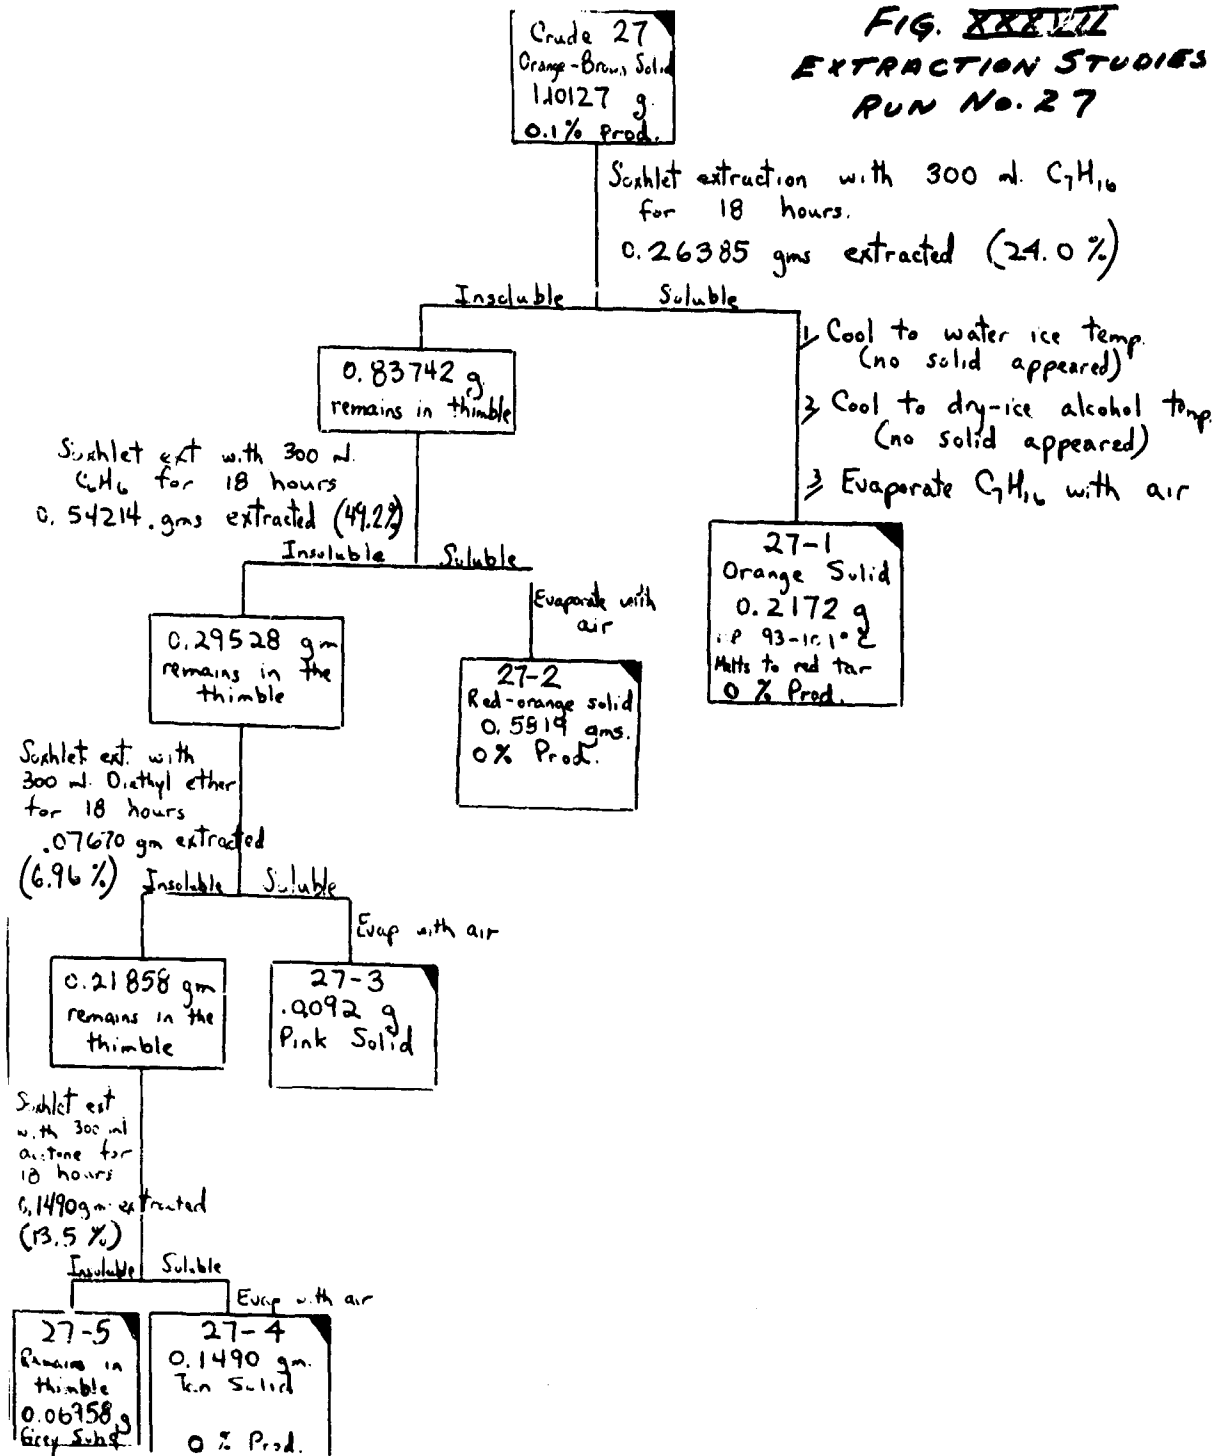 FIG. XXXVII
EXTRACTION STUDIES
RUN No. 27
Crude 27
Orange-Brown Solid
1.10127 g.
0.1% Prod.
Soxhlet extraction with 300 ml. C7H16
for 18 hours.
0.26385 gms extracted (24.0%)
Insoluble
Soluble
0.83742 g
remains in thimble
1, Cool to water ice temp.
(no solid appeared)
2, Cool to dry-ice alcohol temp.
(no solid appeared)
3, Evaporate C7H16 with air
27-1
Orange Solid
0.2172 g
93-101°C
Melts to red tar
0% Prod.
Soxhlet ext with 300 ml.
C6H6 for 18 hours
0.54214 gms extracted (49.2%)
Insoluble
Soluble
Evaporate with
air
27-2
Red-orange solid
0.5519 gms.
0% Prod.
0.29528 gm
remains in the
thimble
Soxhlet ext. with
300 ml. Diethyl ether
for 18 hours
.07670 gm extracted
(6.96%)
Insoluble
Soluble
Evap with air
27-3
.0092 g
Pink Solid
0.21858 gm
remains in the
thimble
Soxhlet ext
with 300 ml
acetone for
18 hours
0.1490 gm extracted
(13.5%)
Insoluble
Soluble
Evap with air
27-5
Remains in
thimble
0.06958 g
Grey Subst
27-4
0.1490 gm.
Tan Solid
0% Prod.